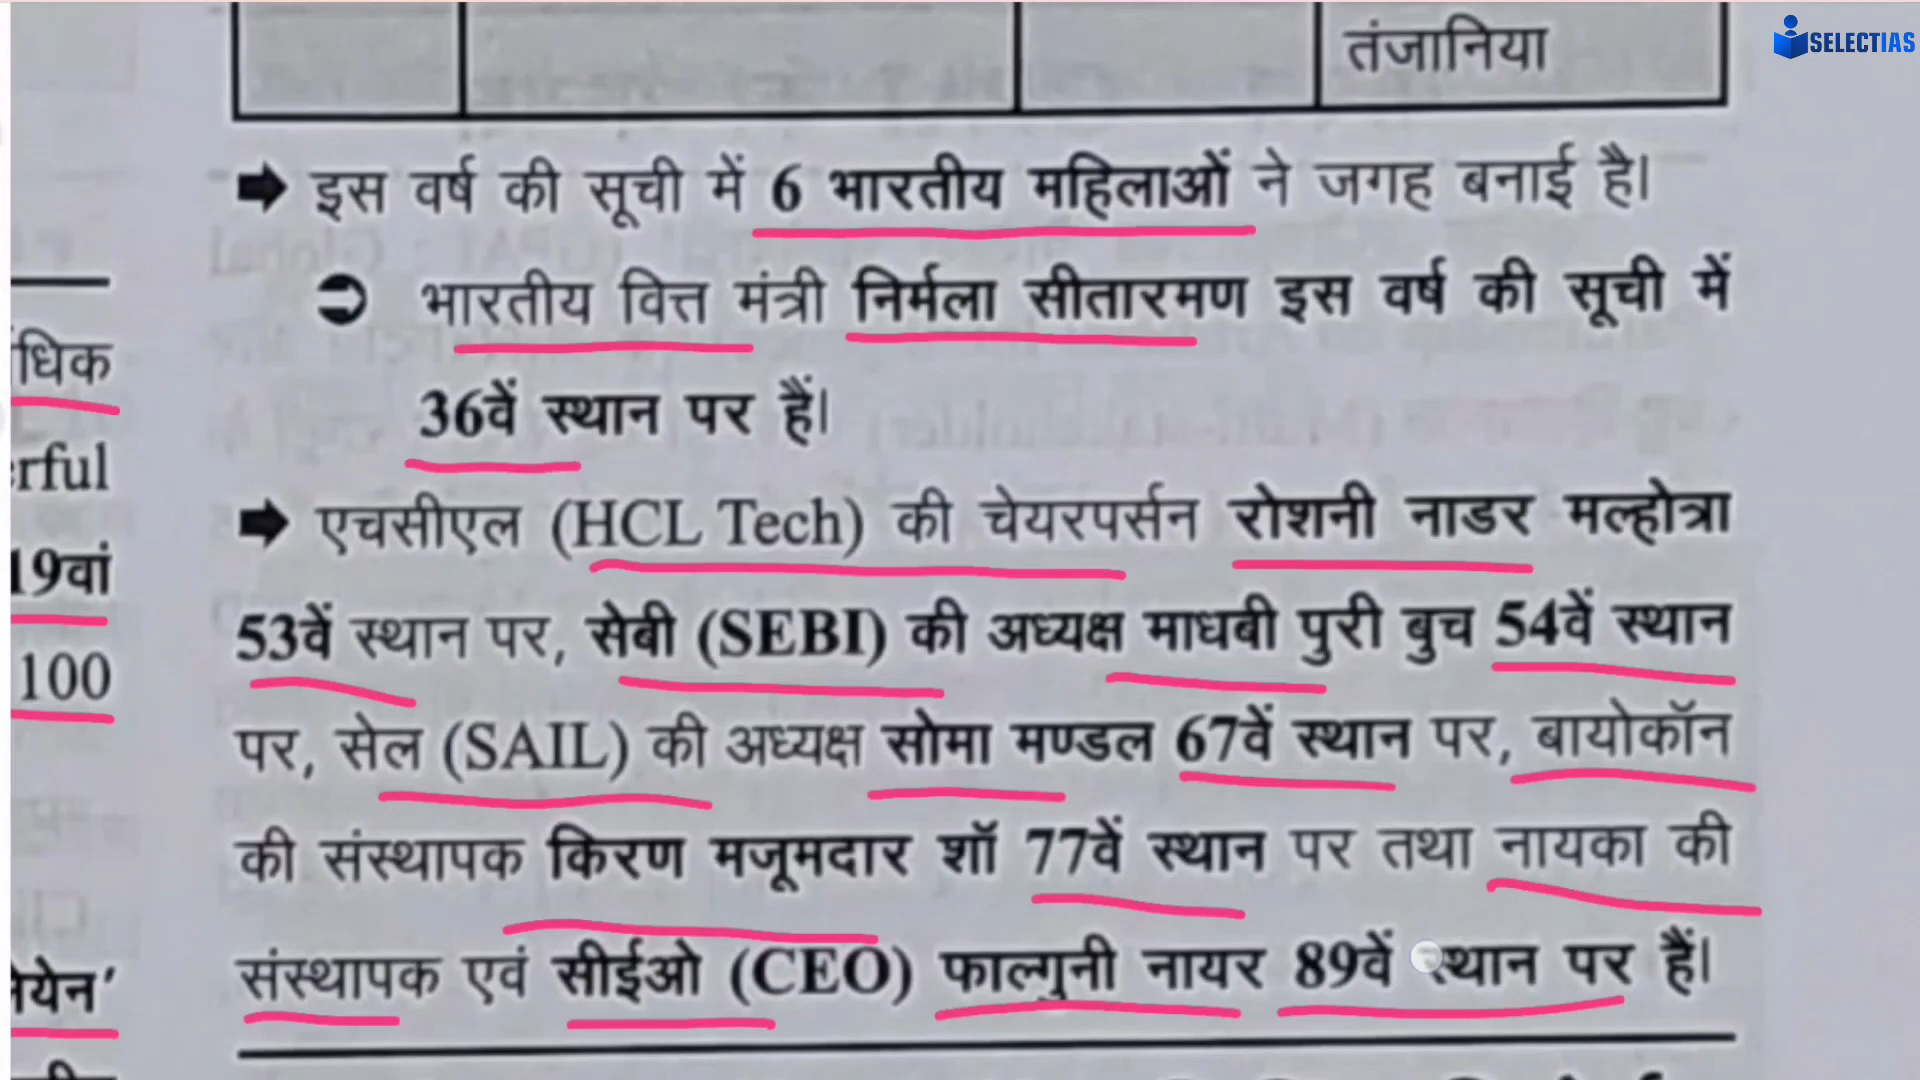 तंजानिया
SELECTIAS
➡ इस वर्ष की सूची में 6 भारतीय महिलाओं ने जगह बनाई है।
➲ भारतीय वित्त मंत्री निर्मला सीतारमण इस वर्ष की सूची में
36वें स्थान पर हैं।
➡ एचसीएल (HCL Tech) की चेयरपर्सन रोशनी नाडर मल्होत्रा
53वें स्थान पर, सेबी (SEBI) की अध्यक्ष माधबी पुरी बुच 54वें स्थान
पर, सेल (SAIL) की अध्यक्ष सोमा मण्डल 67वें स्थान पर, बायोकॉन
की संस्थापक किरण मजूमदार शॉ 77वें स्थान पर तथा नायका की
संस्थापक एवं सीईओ (CEO) फाल्गुनी नायर 89वें स्थान पर हैं।
धिक
erful
19वां
100